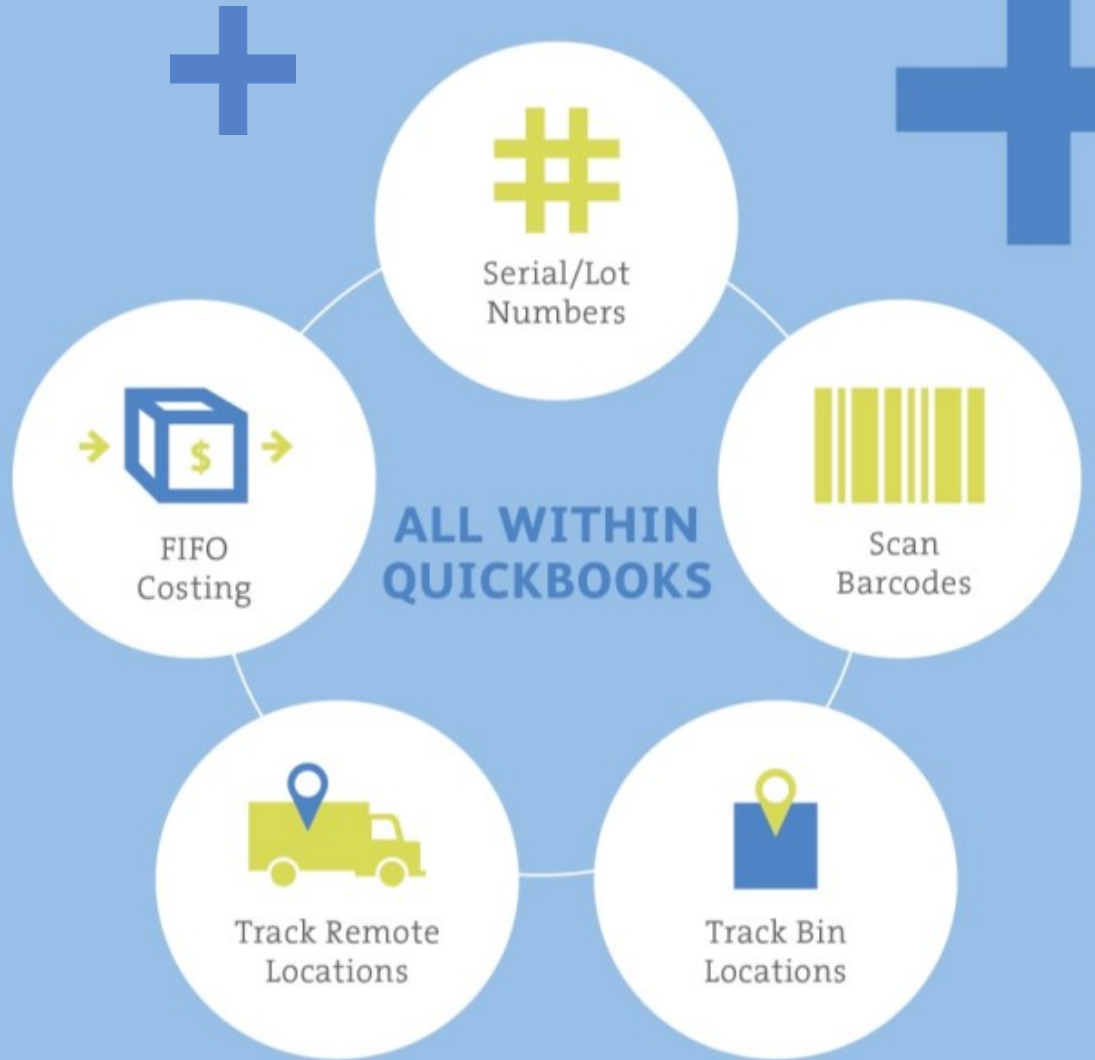 Serial/Lot
Numbers
FIFO
Costing
$
ALL WITHIN
QUICKBOOKS
Scan
Barcodes
Track Remote
Locations
Track Bin
Locations